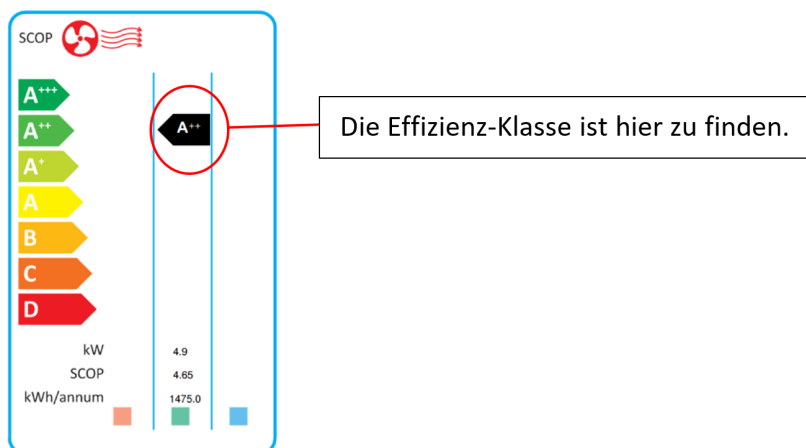 SCOP
A+++
A++
A++
Die Effizienz-Klasse ist hier zu finden.
A+
A
B
C
D
kW 4.9
SCOP 4.65
kWh/annum 1475.0